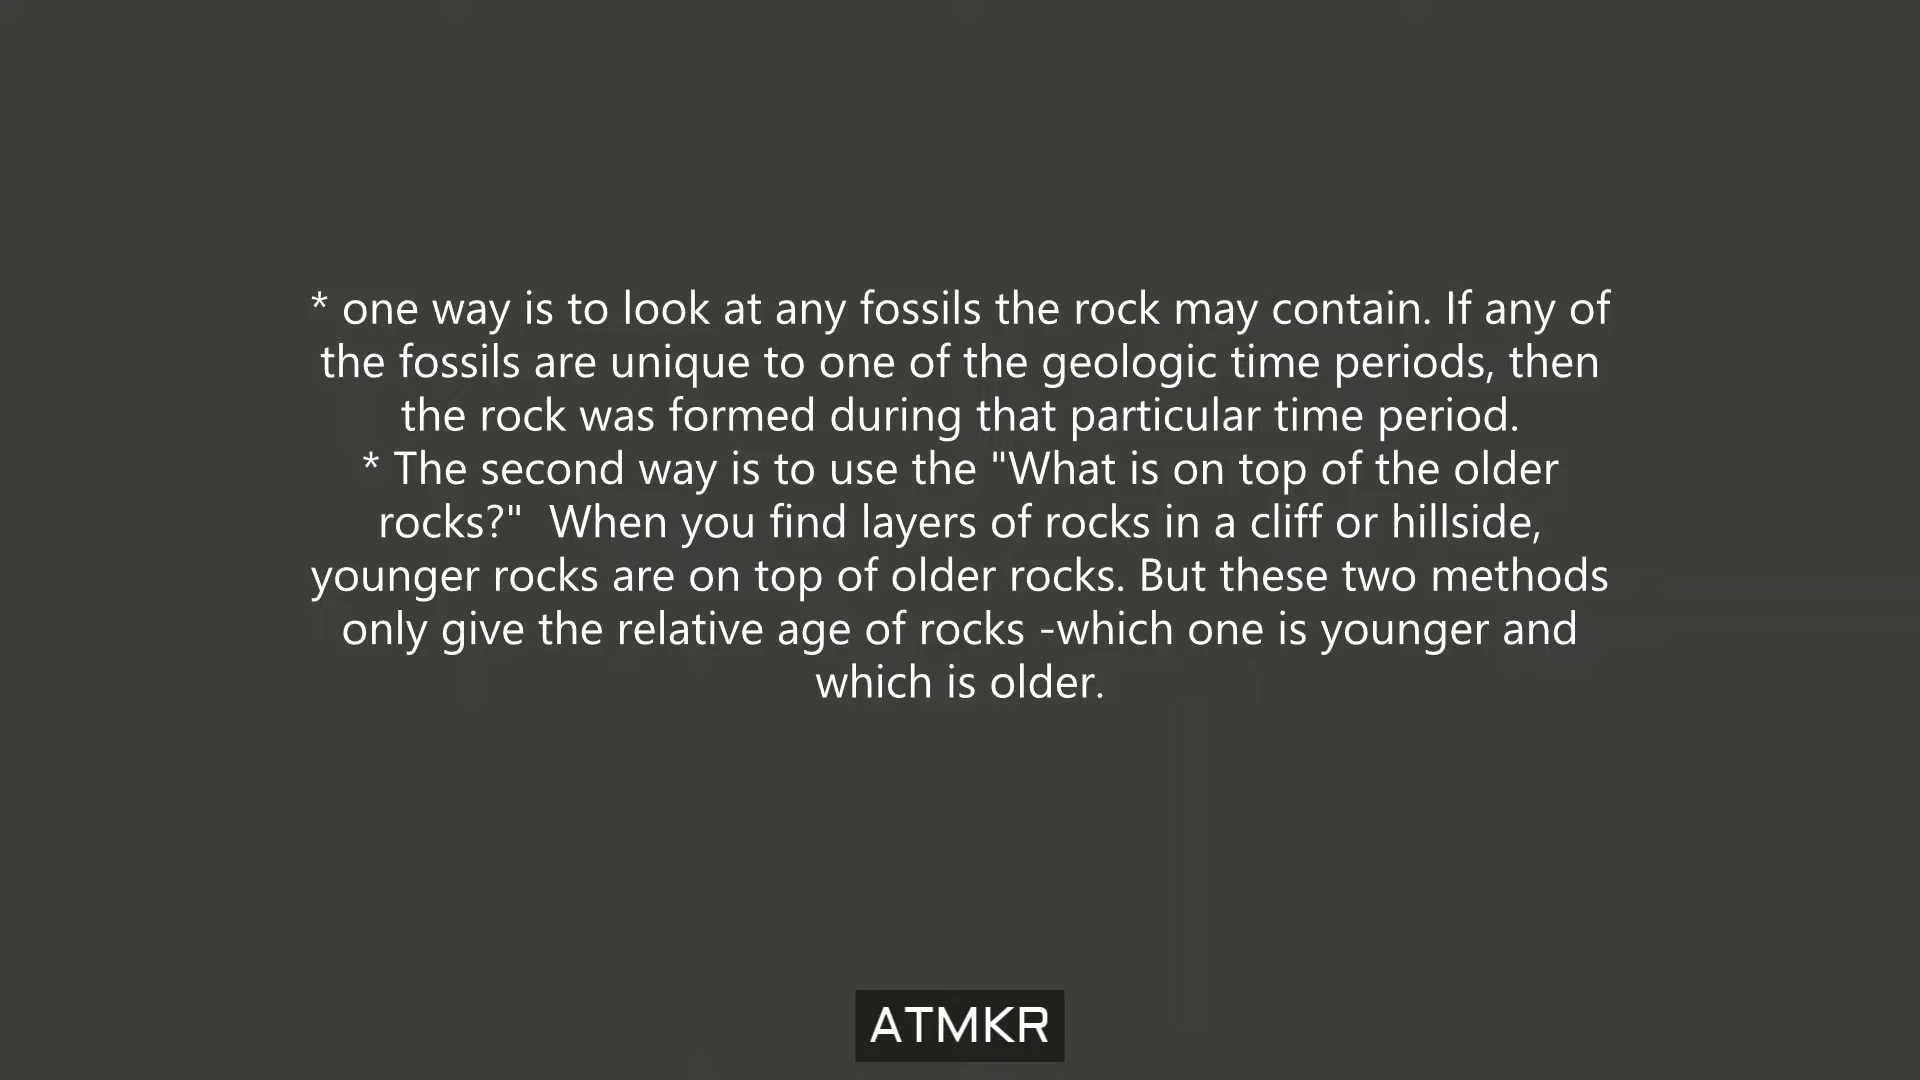 * one way is to look at any fossils the rock may contain. If any of
the fossils are unique to one of the geologic time periods, then
the rock was formed during that particular time period.
* The second way is to use the "What is on top of the older
rocks?"  When you find layers of rocks in a cliff or hillside,
younger rocks are on top of older rocks. But these two methods
only give the relative age of rocks -which one is younger and
which is older.
ATMKR